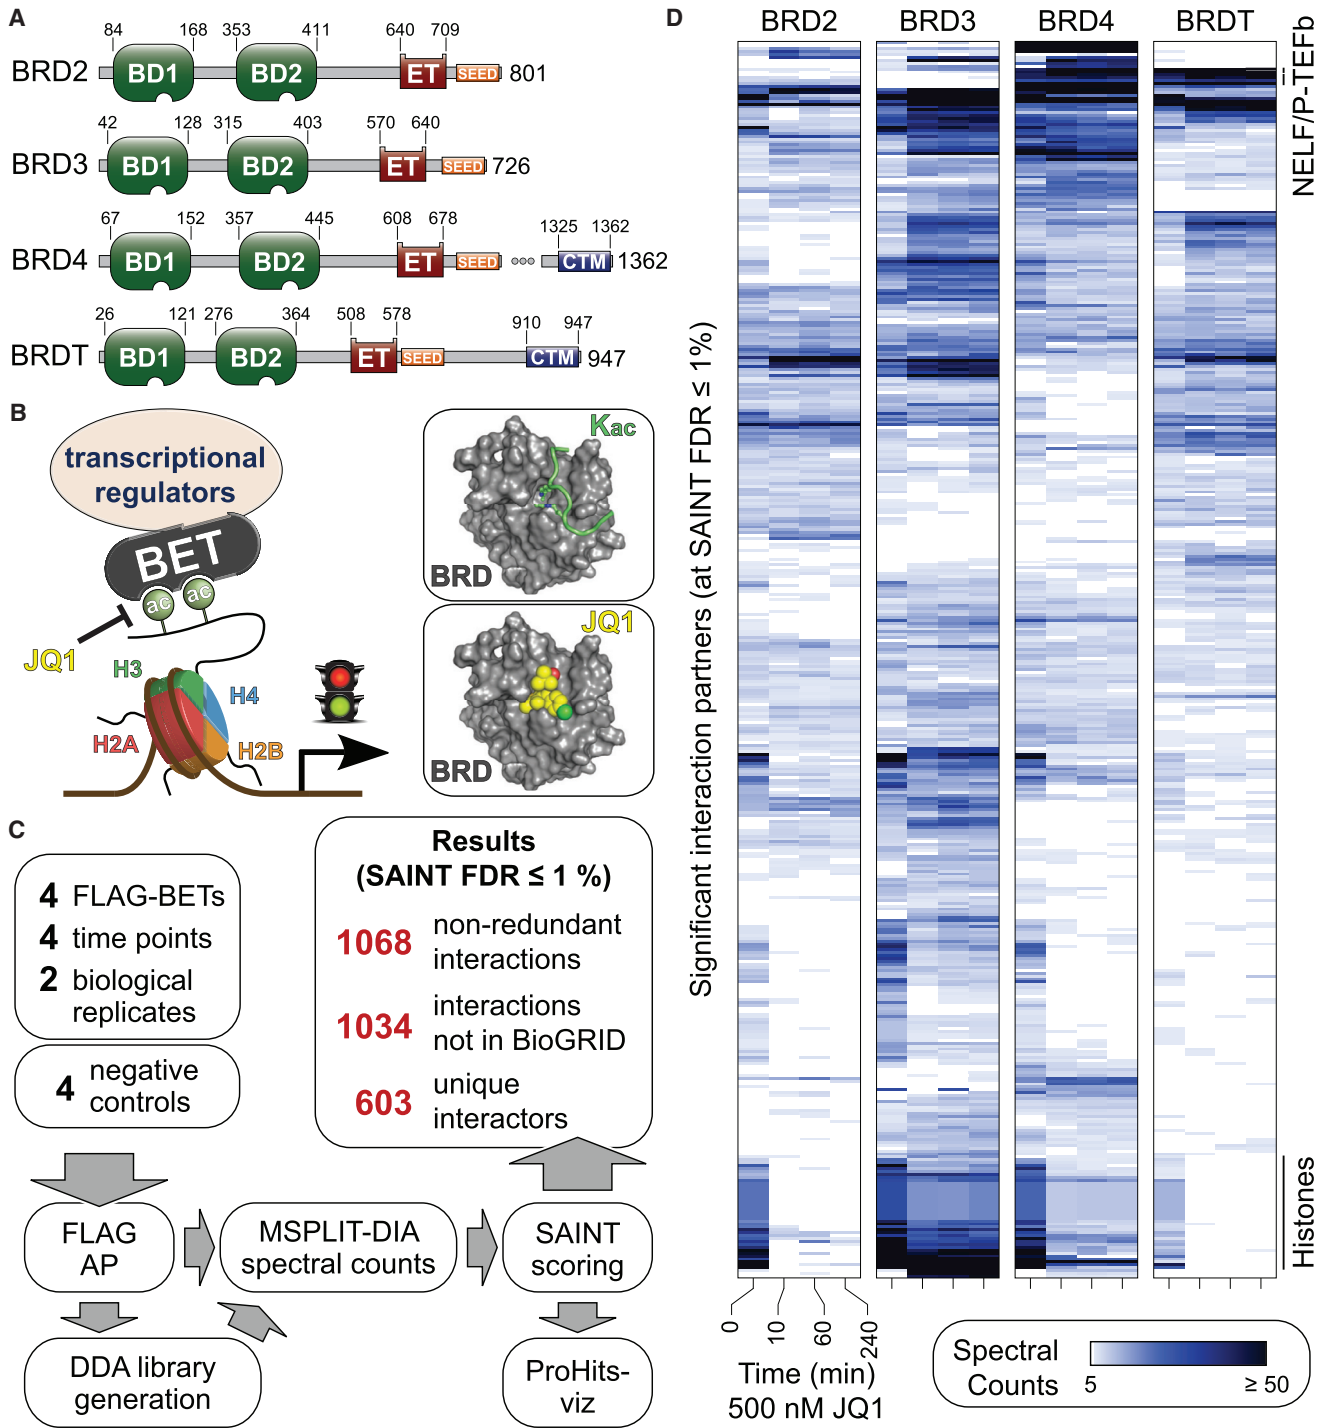 A
BRD2
84 168 353 411 640 709
BD1 BD2 ET SEED 801
BRD3
42 128 315 403 570 640
BD1 BD2 ET SEED 726
BRD4
67 152 357 445 608 678 1325 1362
BD1 BD2 ET SEED CTM 1362
BRDT
26 121 276 364 508 578 910 947
BD1 BD2 ET SEED CTM 947
B
transcriptional
regulators
BET
ac ac
JQ1
H3
H4
H2A
H2B
Kac
BRD
JQ1
BRD
C
4 FLAG-BETs
4 time points
2 biological
replicates
4 negative
controls
Results
(SAINT FDR ≤ 1 %)
1068 non-redundant
interactions
1034 interactions
not in BioGRID
603 unique
interactors
FLAG
AP
MSPLIT-DIA
spectral counts
SAINT
scoring
DDA library
generation
ProHits-
viz
D
BRD2 BRD3 BRD4 BRDT
Significant interaction partners (at SAINT FDR ≤ 1%)
NELF/P-TEFb
Histones
0 10 60 240
Time (min)
500 nM JQ1
Spectral
Counts
5 ≥ 50